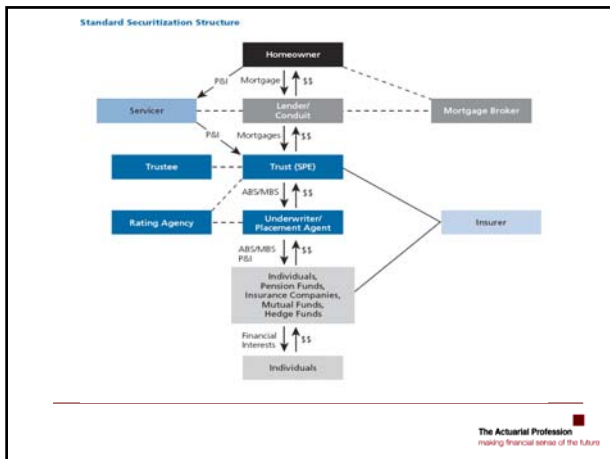 Standard Securitization Structure
Homeowner
P&I
Mortgage
$$
Servicer
Lender/
Conduit
Mortgage Broker
P&I
Mortgages
$$
Trustee
Trust (SPE)
ABS/MBS
$$
Rating Agency
Underwriter/
Placement Agent
Insurer
ABS/MBS
P&I
$$
Individuals,
Pension Funds,
Insurance Companies,
Mutual Funds,
Hedge Funds
Financial
Interests
$$
Individuals
The Actuarial Profession
making financial sense of the future